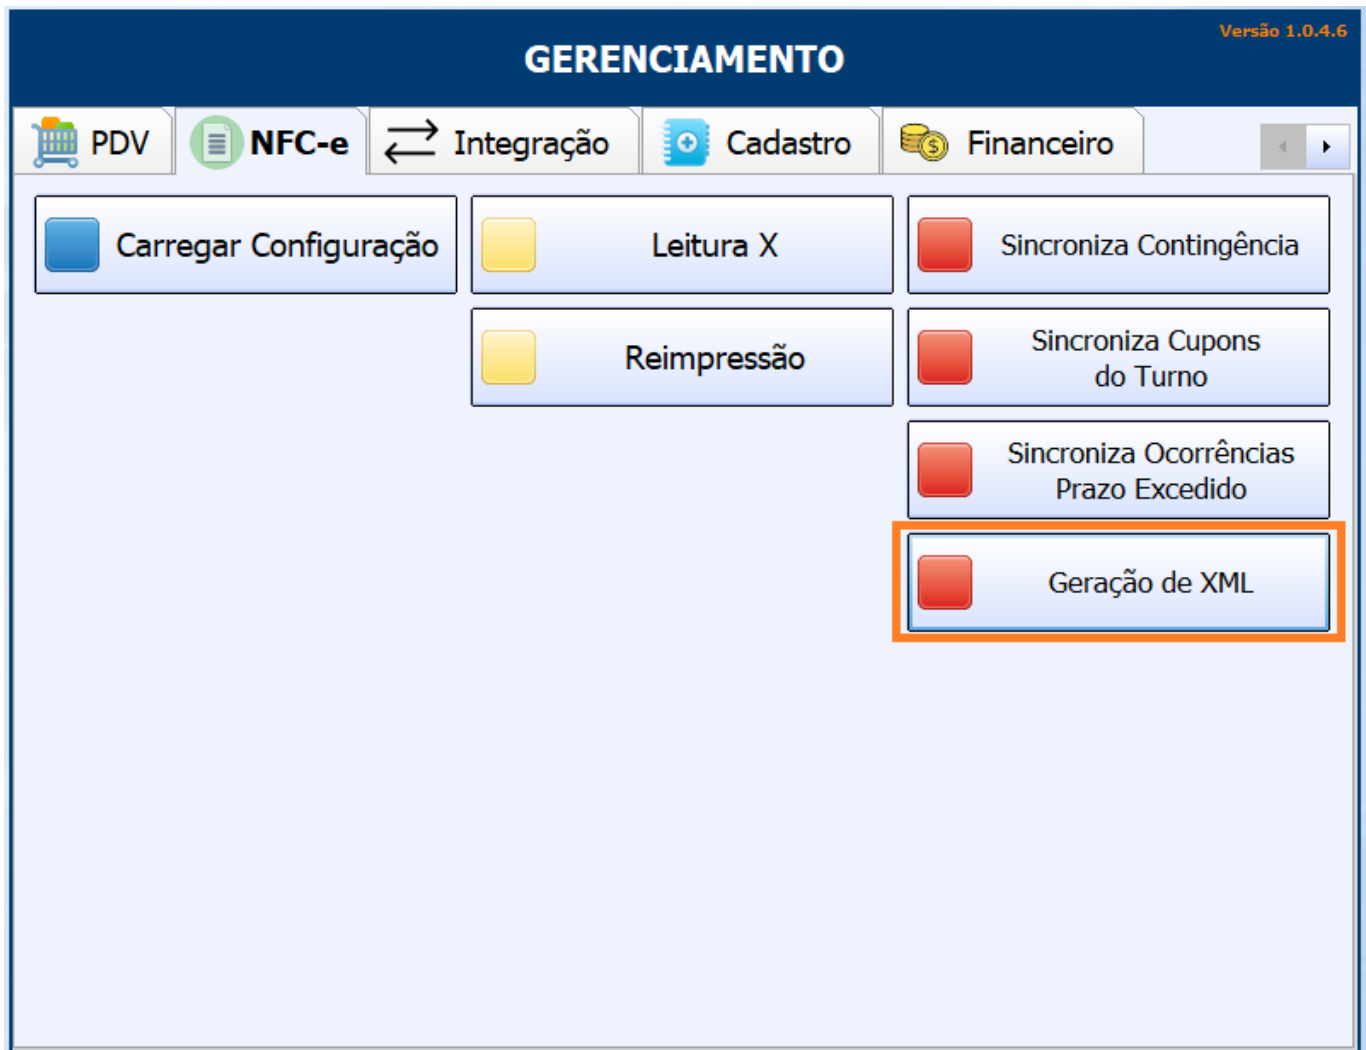 Versão 1.0.4.6
GERENCIAMENTO
PDV
NFC-e
Integração
Cadastro
Financeiro
Carregar Configuração
Leitura X
Sincroniza Contingência
Reimpressão
Sincroniza Cupons
do Turno
Sincroniza Ocorrências
Prazo Excedido
Geração de XML